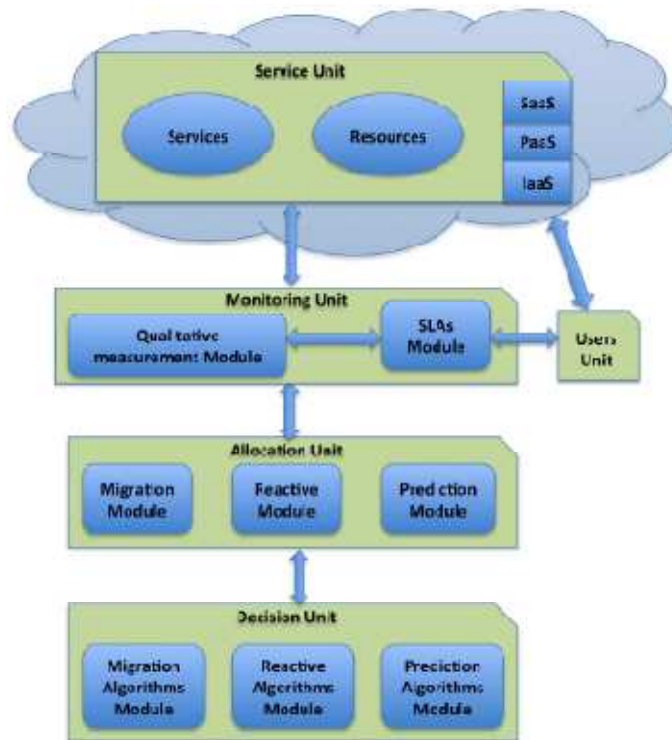 Service Unit
Services
Resources
SaaS
PaaS
IaaS
Monitoring Unit
Qualitative
measurement Module
SLAs
Module
Users
Unit
Allocation Unit
Migration
Module
Reactive
Module
Prediction
Module
Decision Unit
Migration
Algorithms
Module
Reactive
Algorithms
Module
Prediction
Algorithms
Module